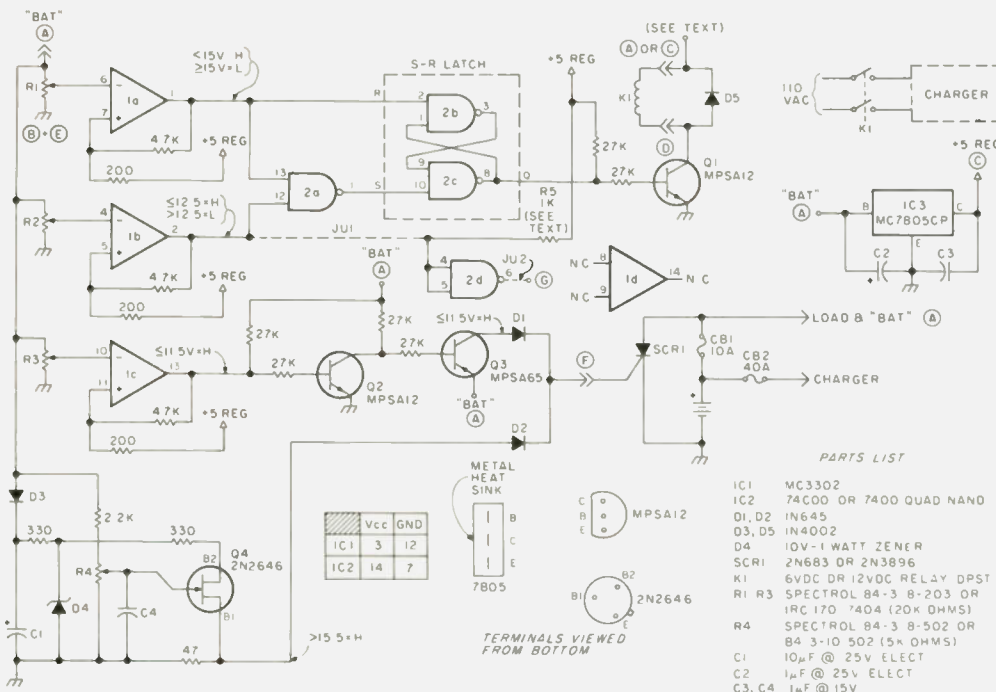 "BAT"
A
R1
B + E
6
7
1a
1
<15V H
≥15V=L
4.7K
+5 REG
200
S-R LATCH
R
2
1
2b
3
9
10
2c
8
S
Q
13
12
2a
1
+5 REG
27K
27K
R5
1K
(SEE
TEXT)
(SEE TEXT)
A OR C
K1
D5
D
Q1
MPSA12
110
VAC
K1
CHARGER
+5 REG
C
"BAT"
A
B
IC3
MC7805CP
C
E
C2
C3
R2
4
5
1b
2
≤12.5=H
>12.5=L
4.7K
+5 REG
200
JU1
4
5
2d
6
JU2
G
NC 8
NC 9
1d
14 NC
R3
10
11
1c
13
≤11.5V=H
4.7K
+5 REG
200
"BAT"
A
27K
27K
27K
Q2
MPSA12
27K
≤11.5V=H
Q3
MPSA65
"BAT"
A
D1
D2
F
SCR1
CB1
10A
CB2
40A
LOAD & "BAT" A
CHARGER
D3
330
2.2K
330
R4
D4
C1
C4
B2
B1
Q4
2N2646
47
>15.5=H
Vcc GND
IC1 3 12
IC2 14 7
METAL
HEAT
SINK
B
C
E
7805
C
B
E
MPSA12
B2
B1
E
2N2646
TERMINALS VIEWED
FROM BOTTOM
PARTS LIST
IC1 MC3302
IC2 74C00 OR 7400 QUAD NAND
D1, D2 1N645
D3, D5 1N4002
D4 10V-1 WATT ZENER
SCR1 2N683 OR 2N3896
K1 6VDC OR 12VDC RELAY DPST
R1 R3 SPECTROL 84-3 8-203 OR
IRC 170 7404 (20K OHMS)
R4 SPECTROL 84-3 8-502 OR
84 3-10 502 (5K OHMS)
C1 10µF @ 25V ELECT
C2 1µF @ 25V ELECT
C3, C4 .1µF @ 15V